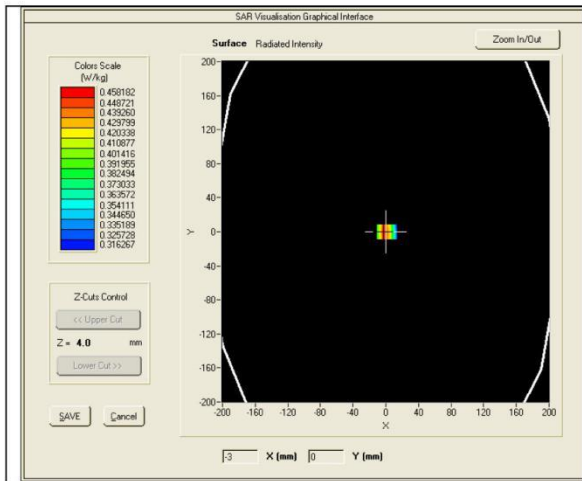 SAR Visualisation Graphical Interface
Surface Radiated Intensity
Zoom In/Out
Colors Scale
(W/kg)
0.458182
0.448721
0.439260
0.429799
0.420338
0.410877
0.401416
0.391955
0.382494
0.373033
0.363572
0.354111
0.344650
0.335189
0.325728
0.316267
Z-Cuts Control
<< Upper Cut
Z = 4.0 mm
Lower Cut >>
SAVE
Cancel
200
160
120
80
40
0
-40
-80
-120
-160
-200
Y
-200 -160 -120 -80 -40 0 40 80 120 160 200
X
-3 X (mm) 0 Y (mm)